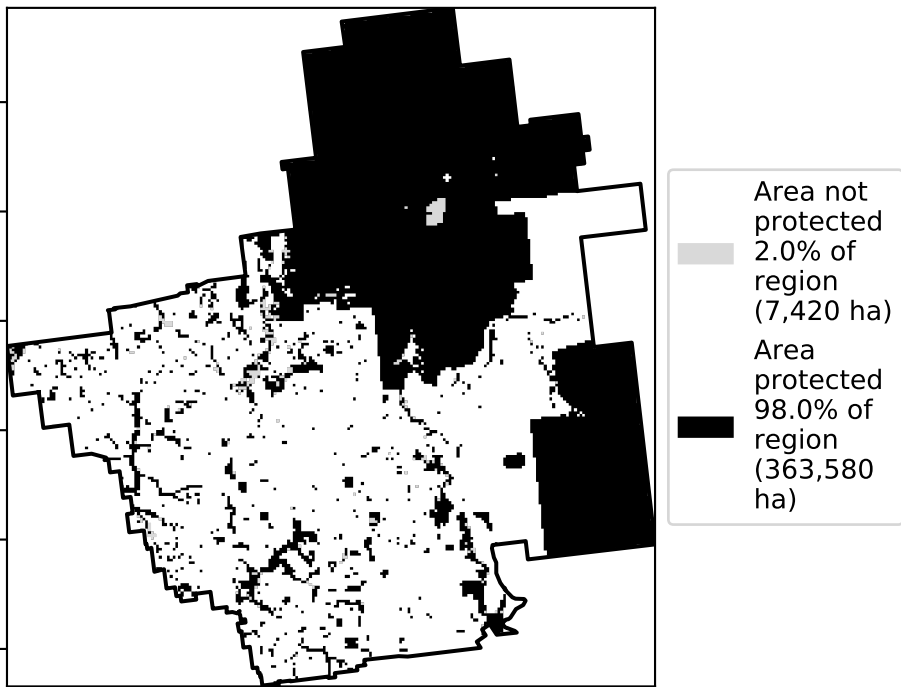 Area not
protected
2.0% of
region
(7,420 ha)
Area
protected
98.0% of
region
(363,580
ha)